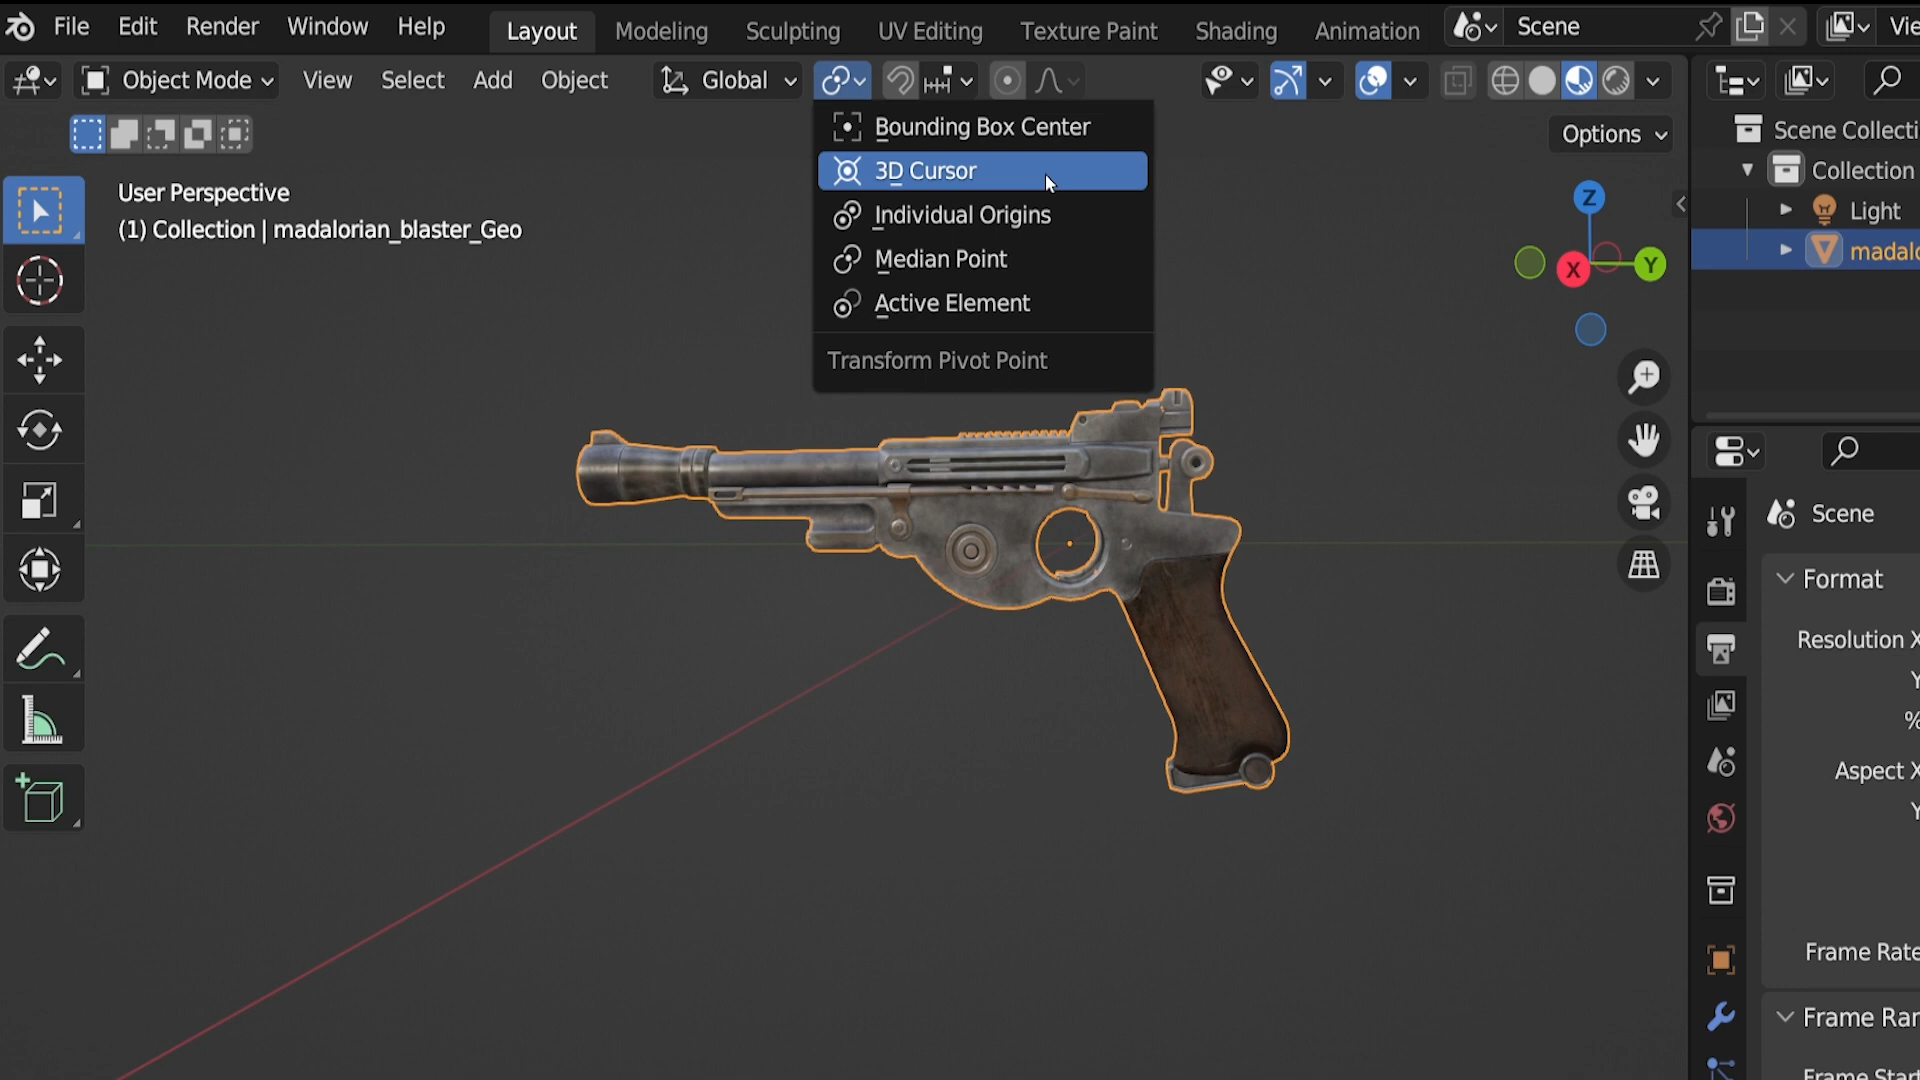 File Edit Render Window Help Layout Modeling Sculpting UV Editing Texture Paint Shading Animation Scene Vie
Object Mode View Select Add Object Global
Options
User Perspective
(1) Collection | madalorian_blaster_Geo
Bounding Box Center
3D Cursor
Individual Origins
Median Point
Active Element
Transform Pivot Point
Z
X
Y
Scene Collecti
Collection
Light
madalo
Scene
Format
Resolution X
Y
%
Aspect X
Y
Frame Rate
Frame Ran
Frame Start